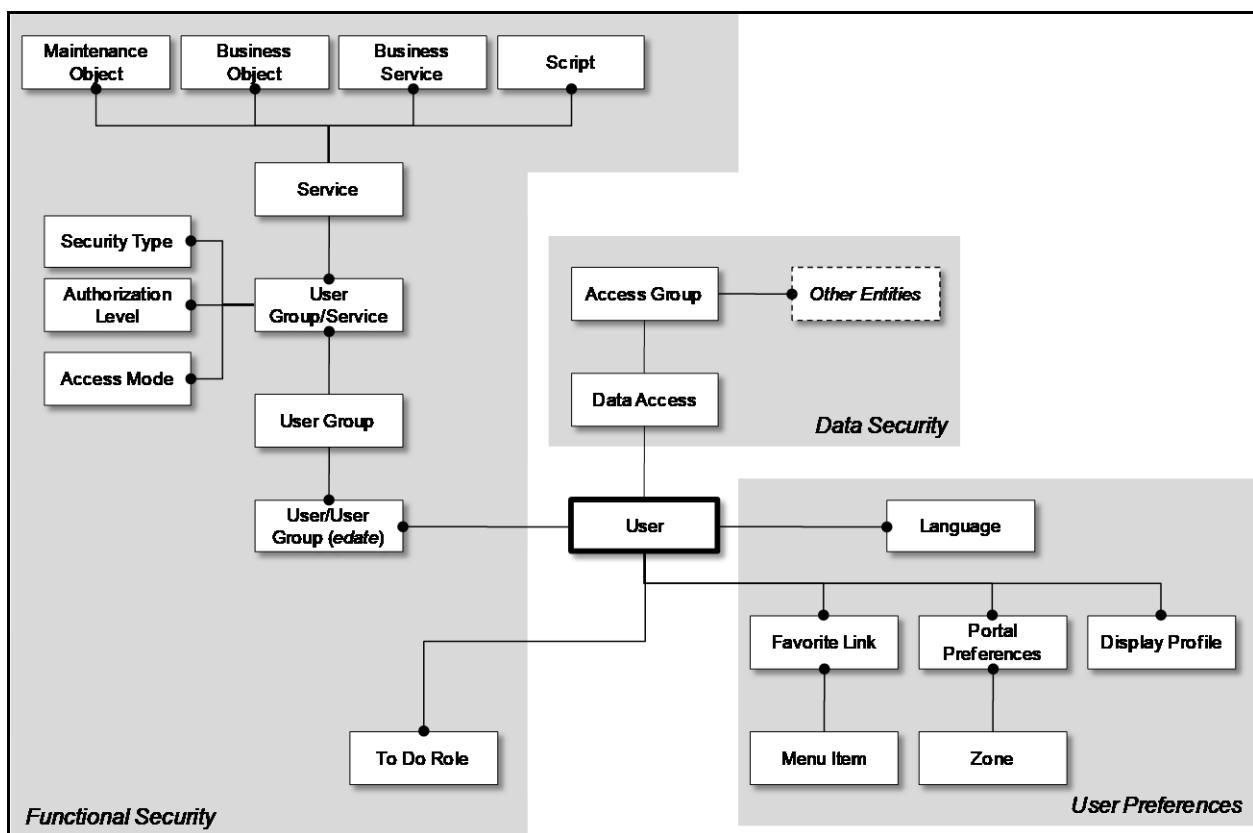 Maintenance
Object
Business
Object
Business
Service
Script
Service
Security Type
Authorization
Level
Access Mode
User
Group/Service
User Group
User/User
Group (edate)
To Do Role
Functional Security
Access Group
Other Entities
Data Access
Data Security
User
Language
Favorite Link
Portal
Preferences
Display Profile
Menu Item
Zone
User Preferences